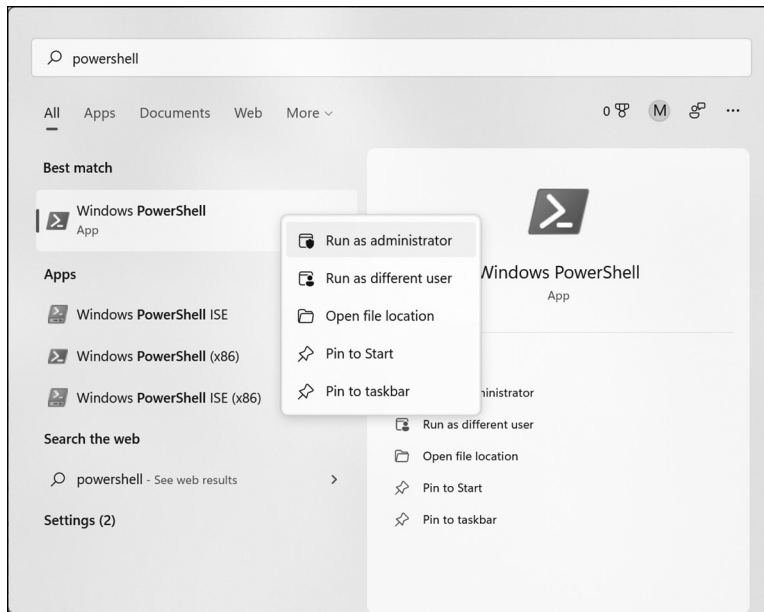 powershell
All Apps Documents Web More
0 M ...
Best match
Windows PowerShell
App
Apps
Windows PowerShell ISE
Windows PowerShell (x86)
Windows PowerShell ISE (x86)
Search the web
powershell - See web results
Settings (2)
Run as administrator
Run as different user
Open file location
Pin to Start
Pin to taskbar
Windows PowerShell
App
Run as different user
Open file location
Pin to Start
Pin to taskbar